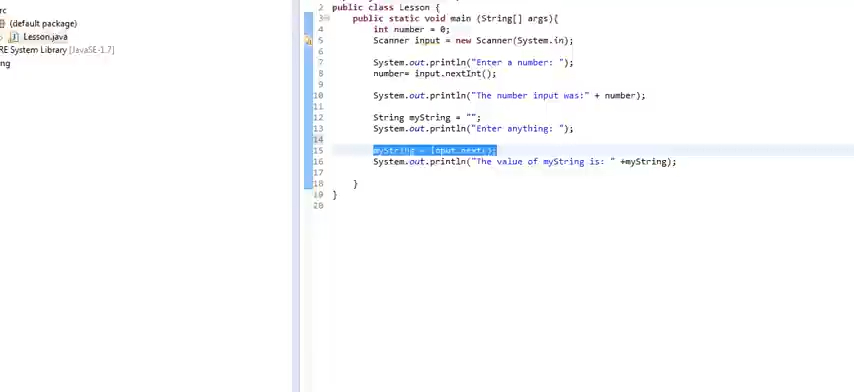 rc
(default package)
Lesson.java
RE System Library [JavaSE-1.7]
ng
2 public class Lesson {
3 public static void main (String[] args){
4 int number = 0;
5 Scanner input = new Scanner(System.in);
6
7 System.out.println("Enter a number: ");
8 number= input.nextInt();
9
10 System.out.println("The number input was:" + number);
11
12 String myString = "";
13 System.out.println("Enter anything: ");
14
15 myString = input.next();
16 System.out.println("The value of myString is: " +myString);
17
18 }
19 }
20